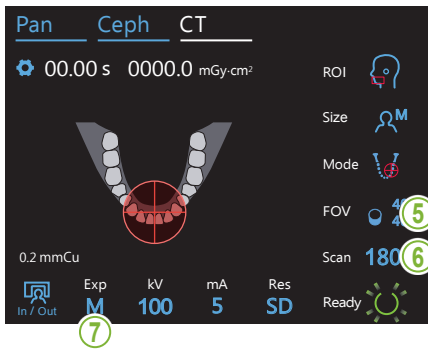 Pan Ceph CT
00.00 s 0000.0 mGy·cm²
ROI
Size M
Mode
FOV 4 5
4
0.2 mmCu
Scan 180 6
Exp kV mA Res
In / Out M 100 5 SD
Ready
7